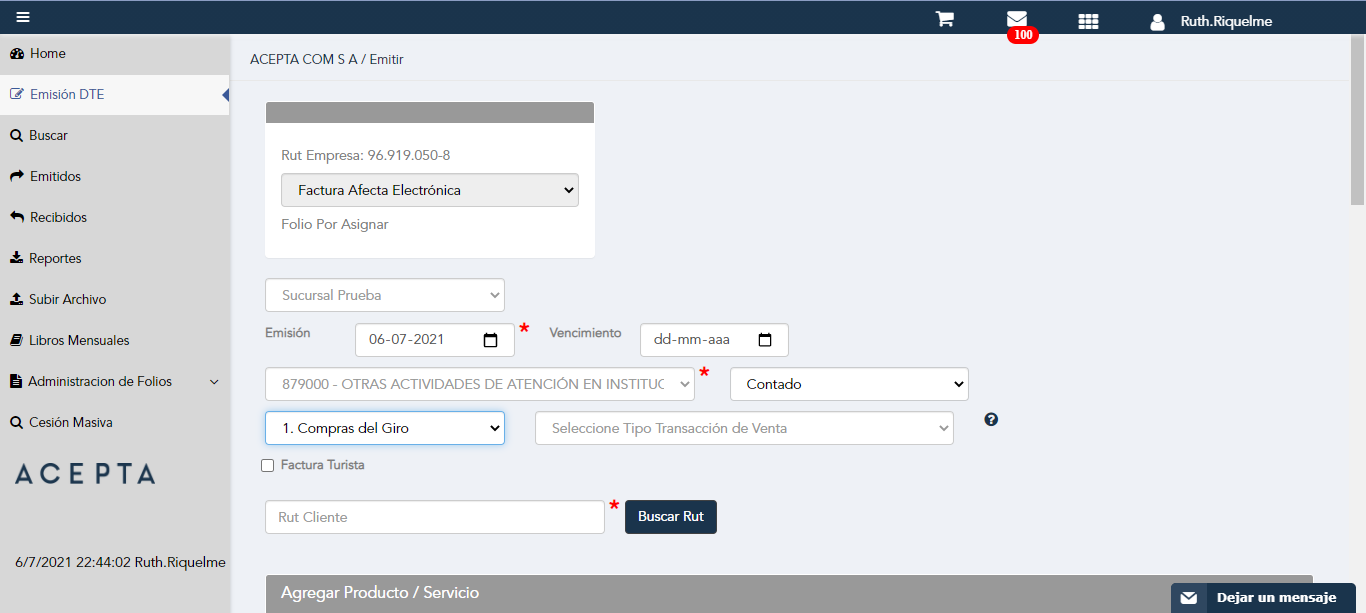 Ruth.Riquelme
100
Home
ACEPTA COM S A / Emitir
Emisión DTE
Buscar
Emitidos
Recibidos
Reportes
Subir Archivo
Libros Mensuales
Administracion de Folios
Cesión Masiva
ACEPTA
6/7/2021 22:44:02 Ruth.Riquelme
Rut Empresa: 96.919.050-8
Factura Afecta Electrónica
Folio Por Asignar
Sucursal Prueba
Emisión 06-07-2021 * Vencimiento dd-mm-aaa
879000 - OTRAS ACTIVIDADES DE ATENCIÓN EN INSTITUC * Contado
1. Compras del Giro Seleccione Tipo Transacción de Venta ?
Factura Turista
Rut Cliente * Buscar Rut
Agregar Producto / Servicio
Dejar un mensaje